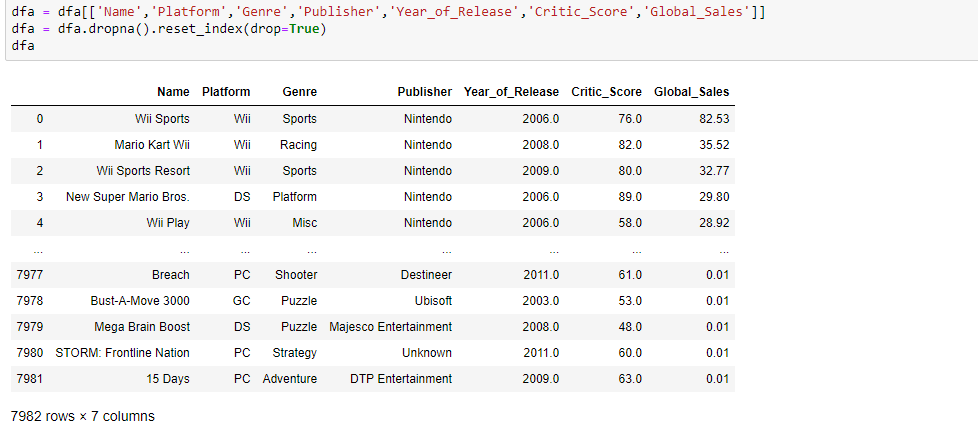 dfa = dfa[['Name','Platform','Genre','Publisher','Year_of_Release','Critic_Score','Global_Sales']]
dfa = dfa.dropna().reset_index(drop=True)
dfa
Name Platform Genre Publisher Year_of_Release Critic_Score Global_Sales
0 Wii Sports Wii Sports Nintendo 2006.0 76.0 82.53
1 Mario Kart Wii Wii Racing Nintendo 2008.0 82.0 35.52
2 Wii Sports Resort Wii Sports Nintendo 2009.0 80.0 32.77
3 New Super Mario Bros. DS Platform Nintendo 2006.0 89.0 29.80
4 Wii Play Wii Misc Nintendo 2006.0 58.0 28.92
... ... ... ... ... ... ... ...
7977 Breach PC Shooter Destineer 2011.0 61.0 0.01
7978 Bust-A-Move 3000 GC Puzzle Ubisoft 2003.0 53.0 0.01
7979 Mega Brain Boost DS Puzzle Majesco Entertainment 2008.0 48.0 0.01
7980 STORM: Frontline Nation PC Strategy Unknown 2011.0 60.0 0.01
7981 15 Days PC Adventure DTP Entertainment 2009.0 63.0 0.01
7982 rows × 7 columns